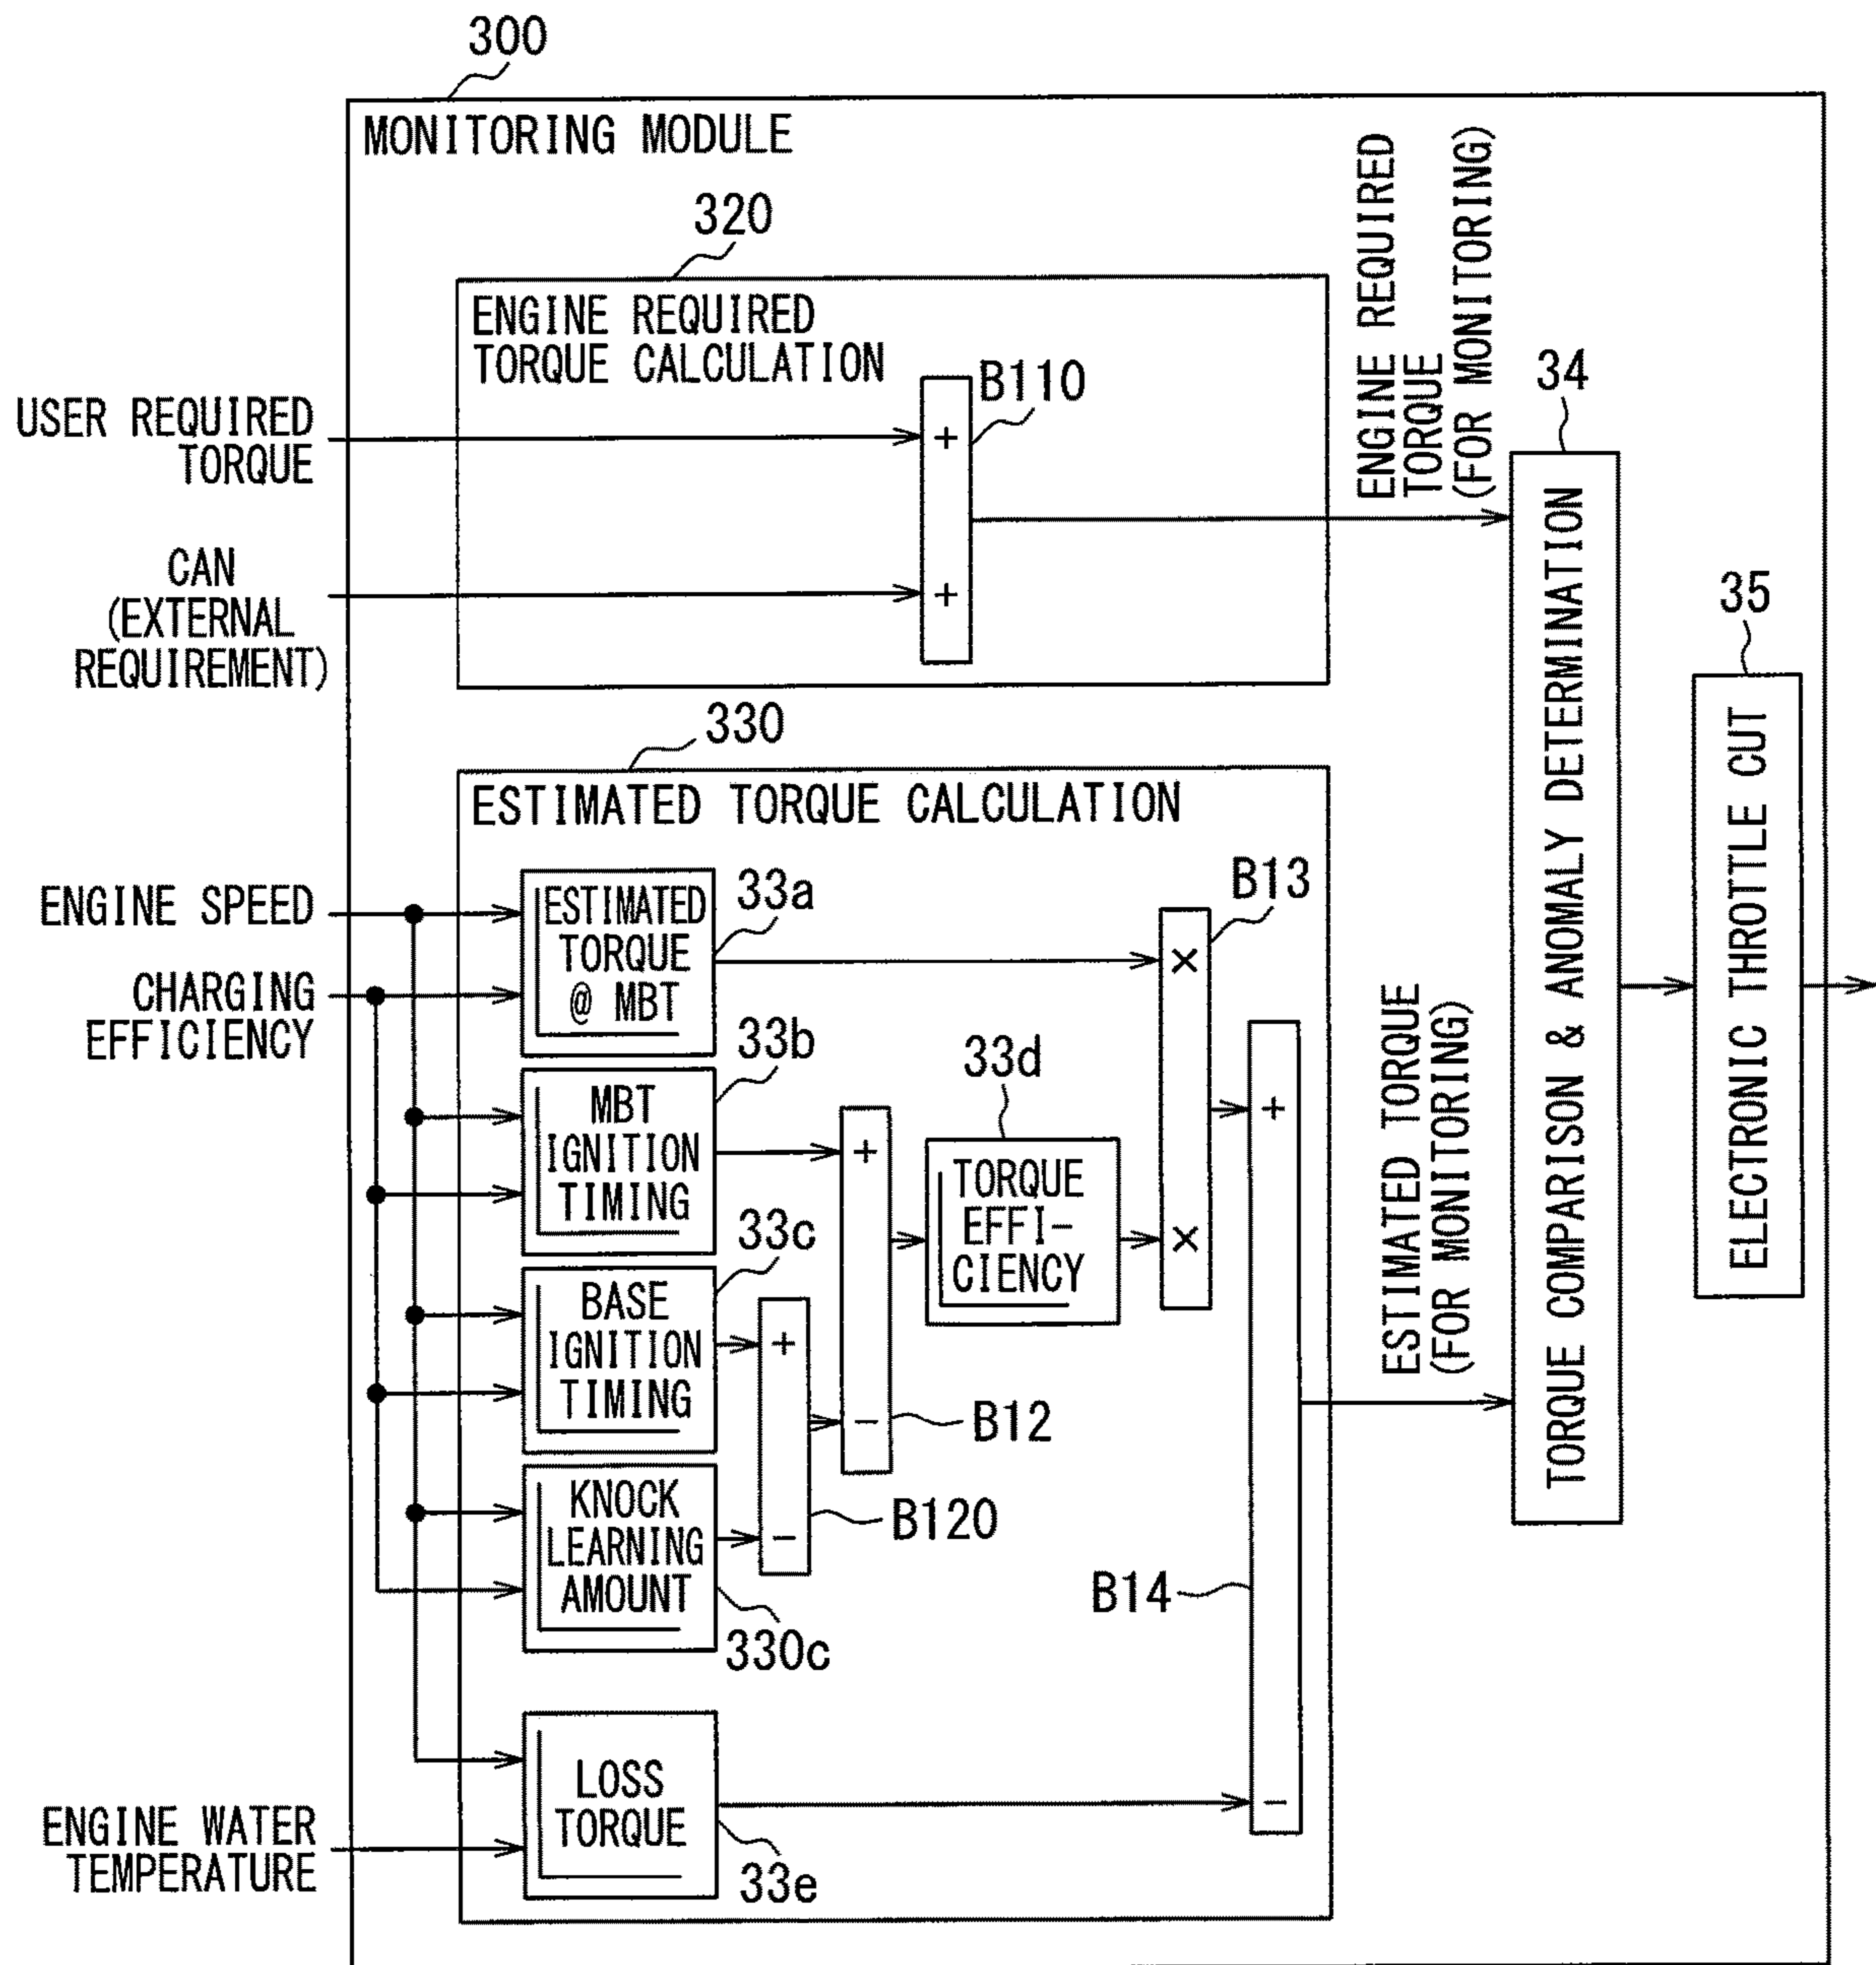 300
MONITORING MODULE
320
ENGINE REQUIRED
TORQUE CALCULATION
B110
+
+
USER REQUIRED
TORQUE
CAN
(EXTERNAL
REQUIREMENT)
ENGINE REQUIRED
TORQUE
(FOR MONITORING)
34
TORQUE COMPARISON & ANOMALY DETERMINATION
35
ELECTRONIC THROTTLE CUT
330
ESTIMATED TORQUE CALCULATION
ENGINE SPEED
CHARGING
EFFICIENCY
ESTIMATED
TORQUE
@ MBT
33a
MBT
IGNITION
TIMING
33b
BASE
IGNITION
TIMING
33c
KNOCK
LEARNING
AMOUNT
330c
+
−
B120
+
−
B12
33d
TORQUE
EFFI-
CIENCY
B13
×
×
+
−
B14
ESTIMATED TORQUE
(FOR MONITORING)
ENGINE WATER
TEMPERATURE
LOSS
TORQUE
33e